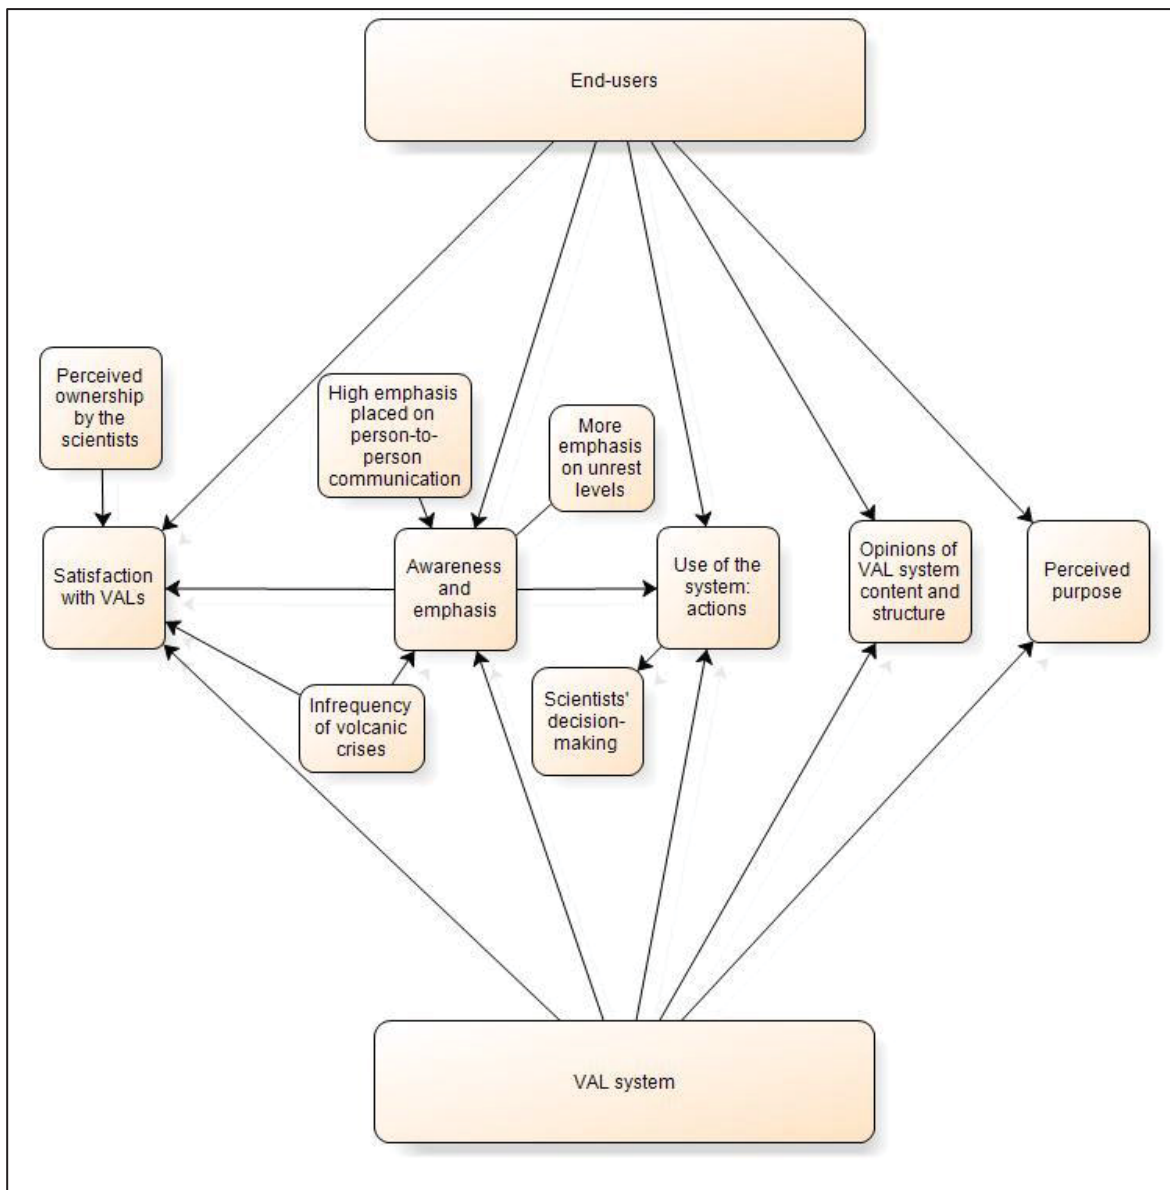 End-users
Perceived
ownership
by the
scientists
High emphasis
placed on
person-to-
person
communication
More
emphasis
on unrest
levels
Satisfaction
with VALs
Awareness
and
emphasis
Use of the
system:
actions
Opinions of
VAL system
content and
structure
Perceived
purpose
Infrequency
of volcanic
crises
Scientists'
decision-
making
VAL system